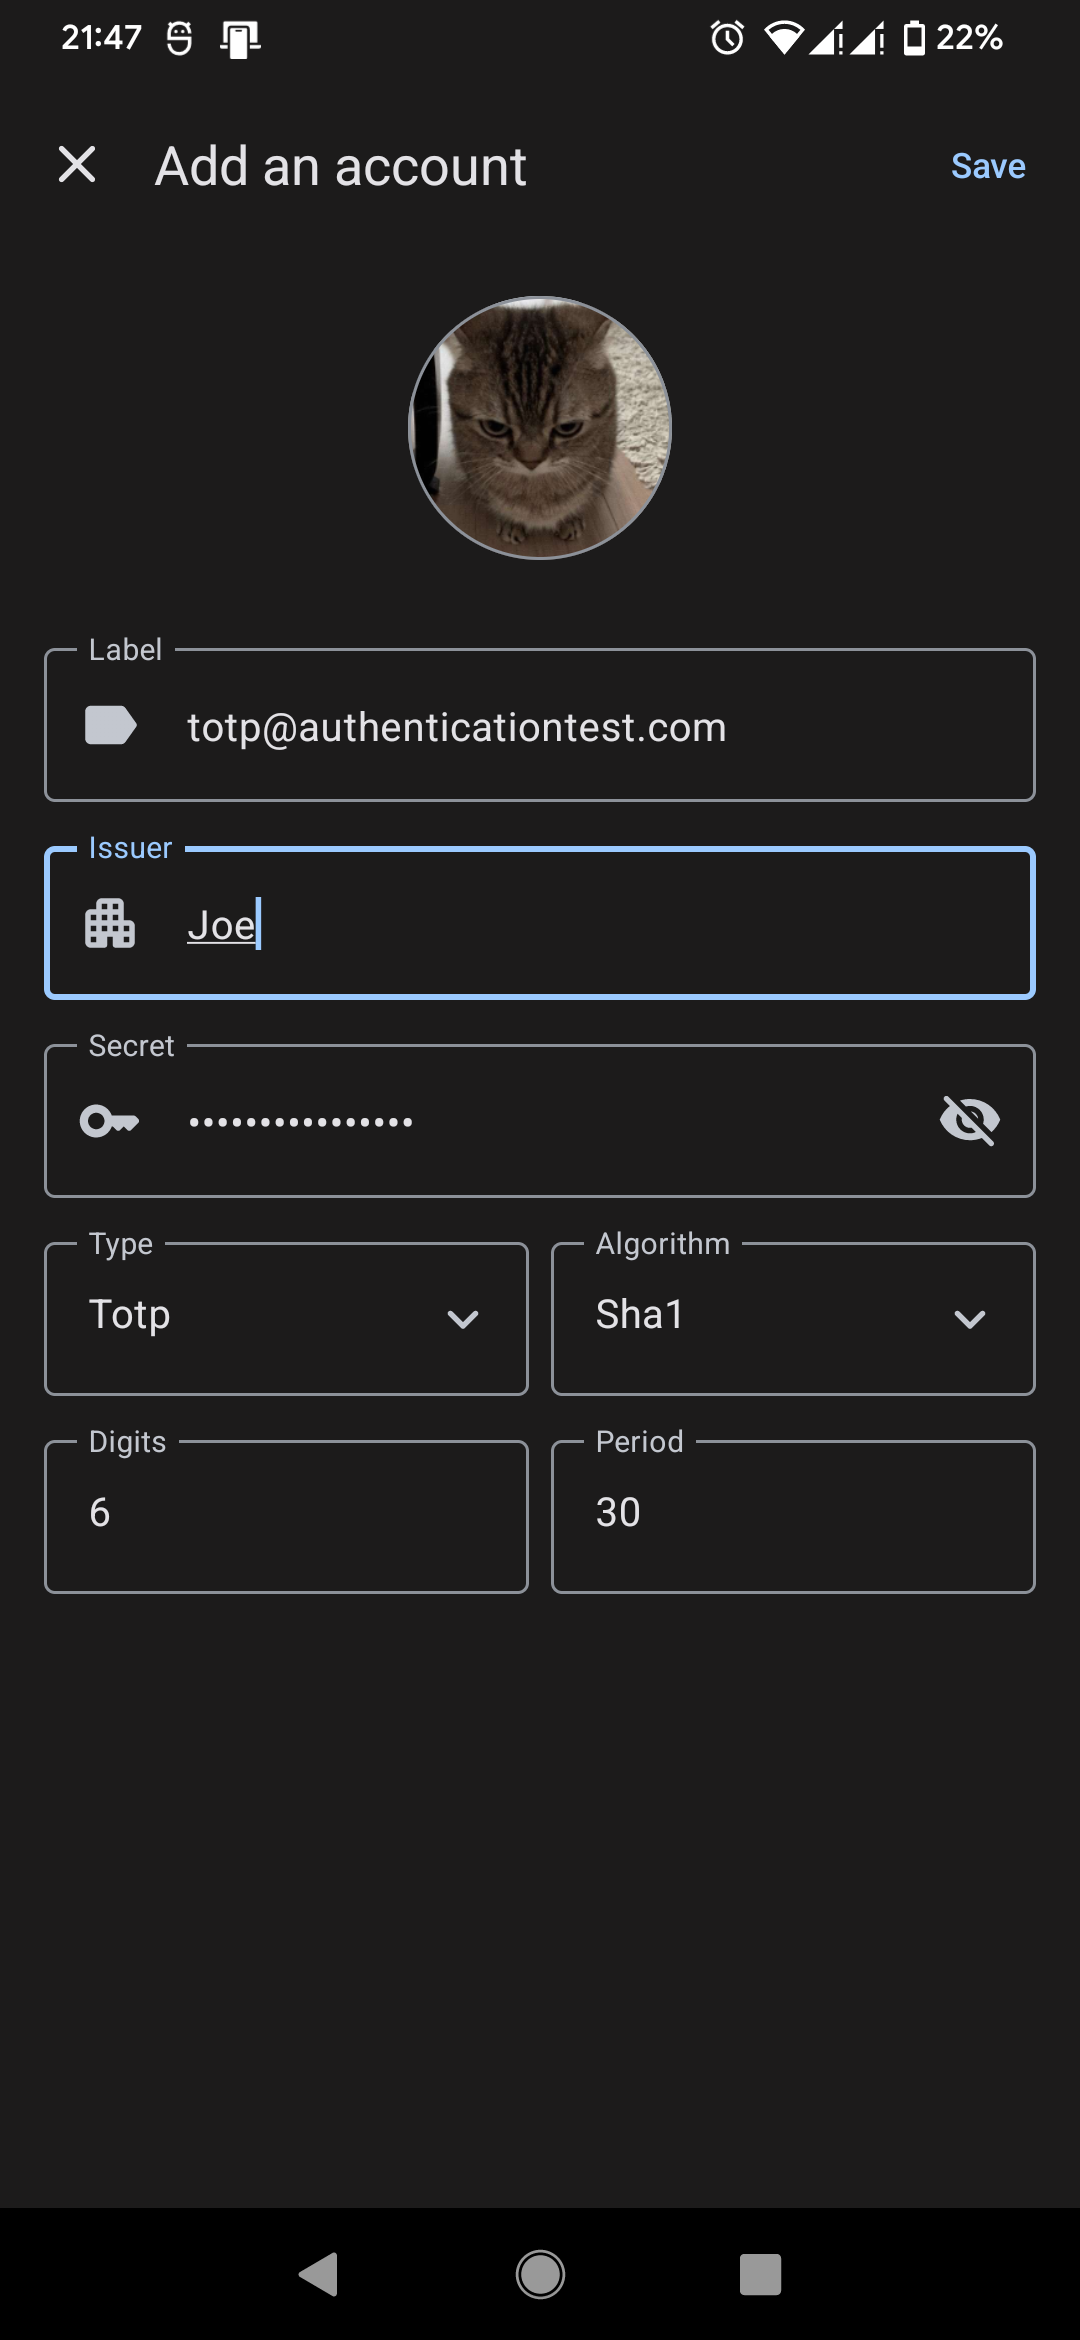 21:47
22%
Add an account
Save
Label
totp@authenticationtest.com
Issuer
Joe
Secret
••••••••••••••••
Type
Totp
Algorithm
Sha1
Digits
6
Period
30